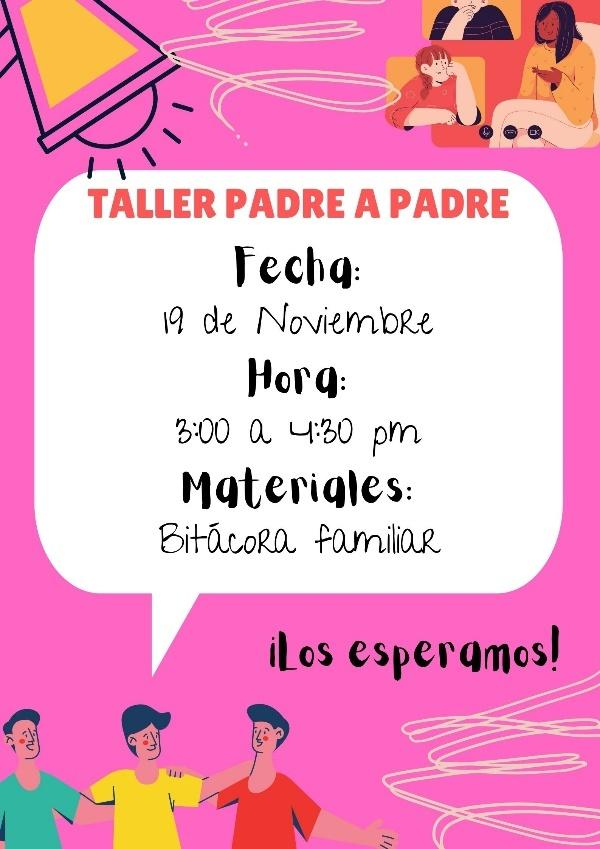 TALLER PADRE A PADRE
Fecha:
19 de Noviembre
Hora:
3:00 a 4:30 pm
Materiales:
Bitácora familiar
¡Los esperamos!